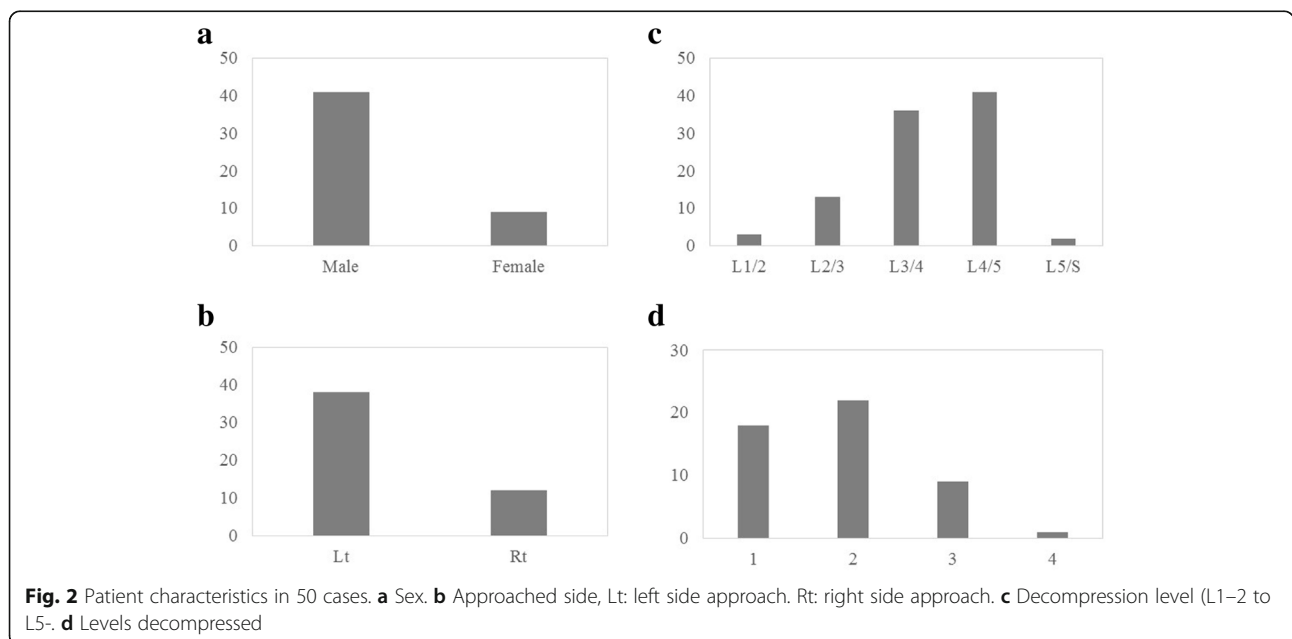 a
50
40
30
20
10
0
Male Female
b
50
40
30
20
10
0
Lt Rt
c
50
40
30
20
10
0
L1/2 L2/3 L3/4 L4/5 L5/S
d
30
20
10
0
1 2 3 4
Fig. 2 Patient characteristics in 50 cases. a Sex. b Approached side, Lt: left side approach. Rt: right side approach. c Decompression level (L1–2 to
L5-. d Levels decompressed